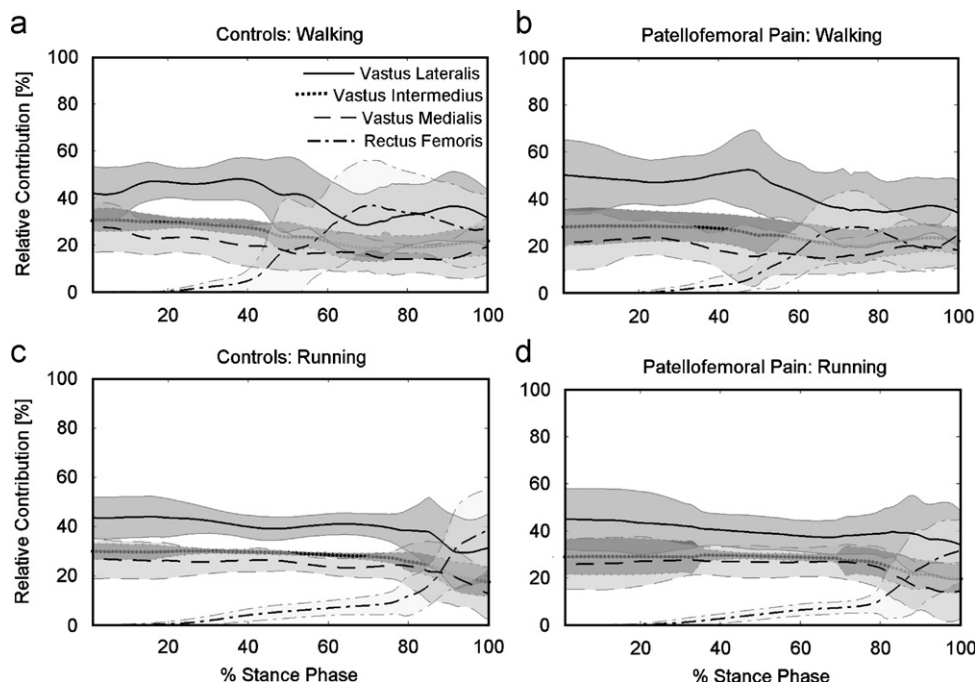 a
Controls: Walking
Relative Contribution [%]
100
80
60
40
20
0
20
40
60
80
100
Vastus Lateralis
Vastus Intermedius
Vastus Medialis
Rectus Femoris
b
Patellofemoral Pain: Walking
100
80
60
40
20
0
20
40
60
80
100
c
Controls: Running
Relative Contribution [%]
100
80
60
40
20
0
20
40
60
80
100
% Stance Phase
d
Patellofemoral Pain: Running
100
80
60
40
20
0
20
40
60
80
100
% Stance Phase